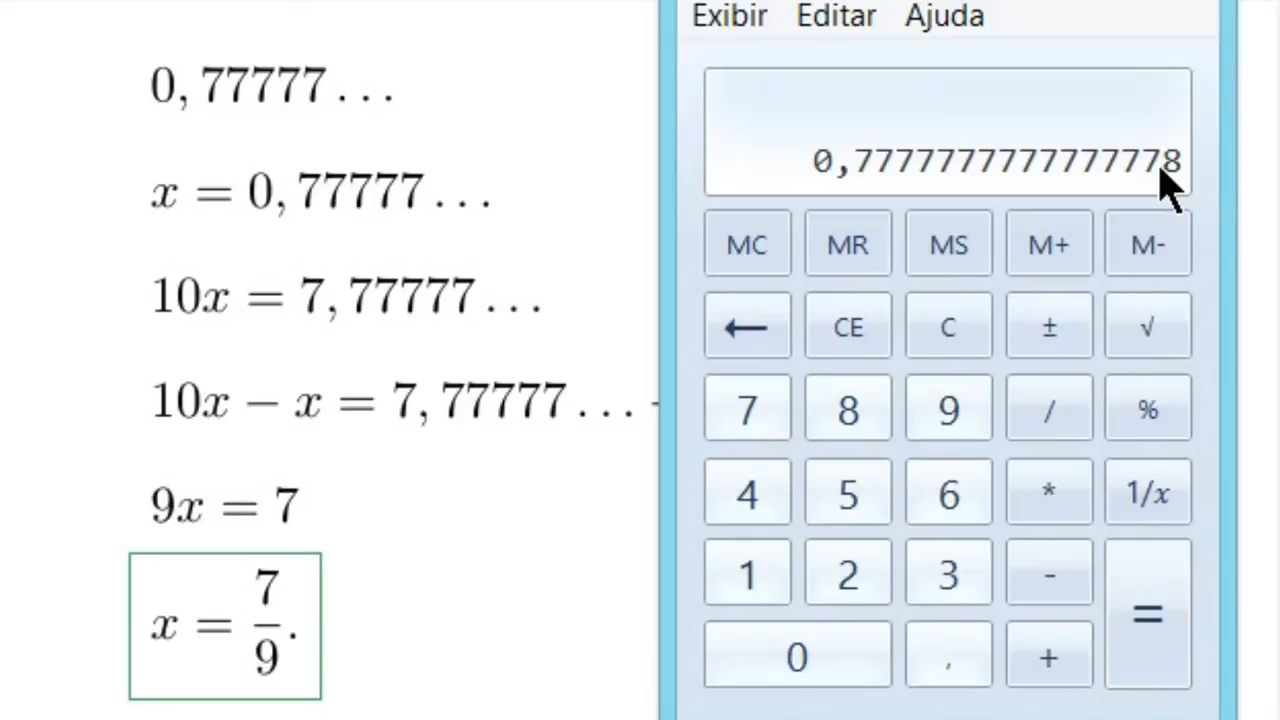 0,77777...
x = 0,77777...
10x = 7,77777...
10x − x = 7,77777... -
9x = 7
x = 7/9.
Exibir Editar Ajuda
0,7777777777777778
MC MR MS M+ M-
← CE C ± √
7 8 9 / %
4 5 6 * 1/x
1 2 3 - =
0 , +